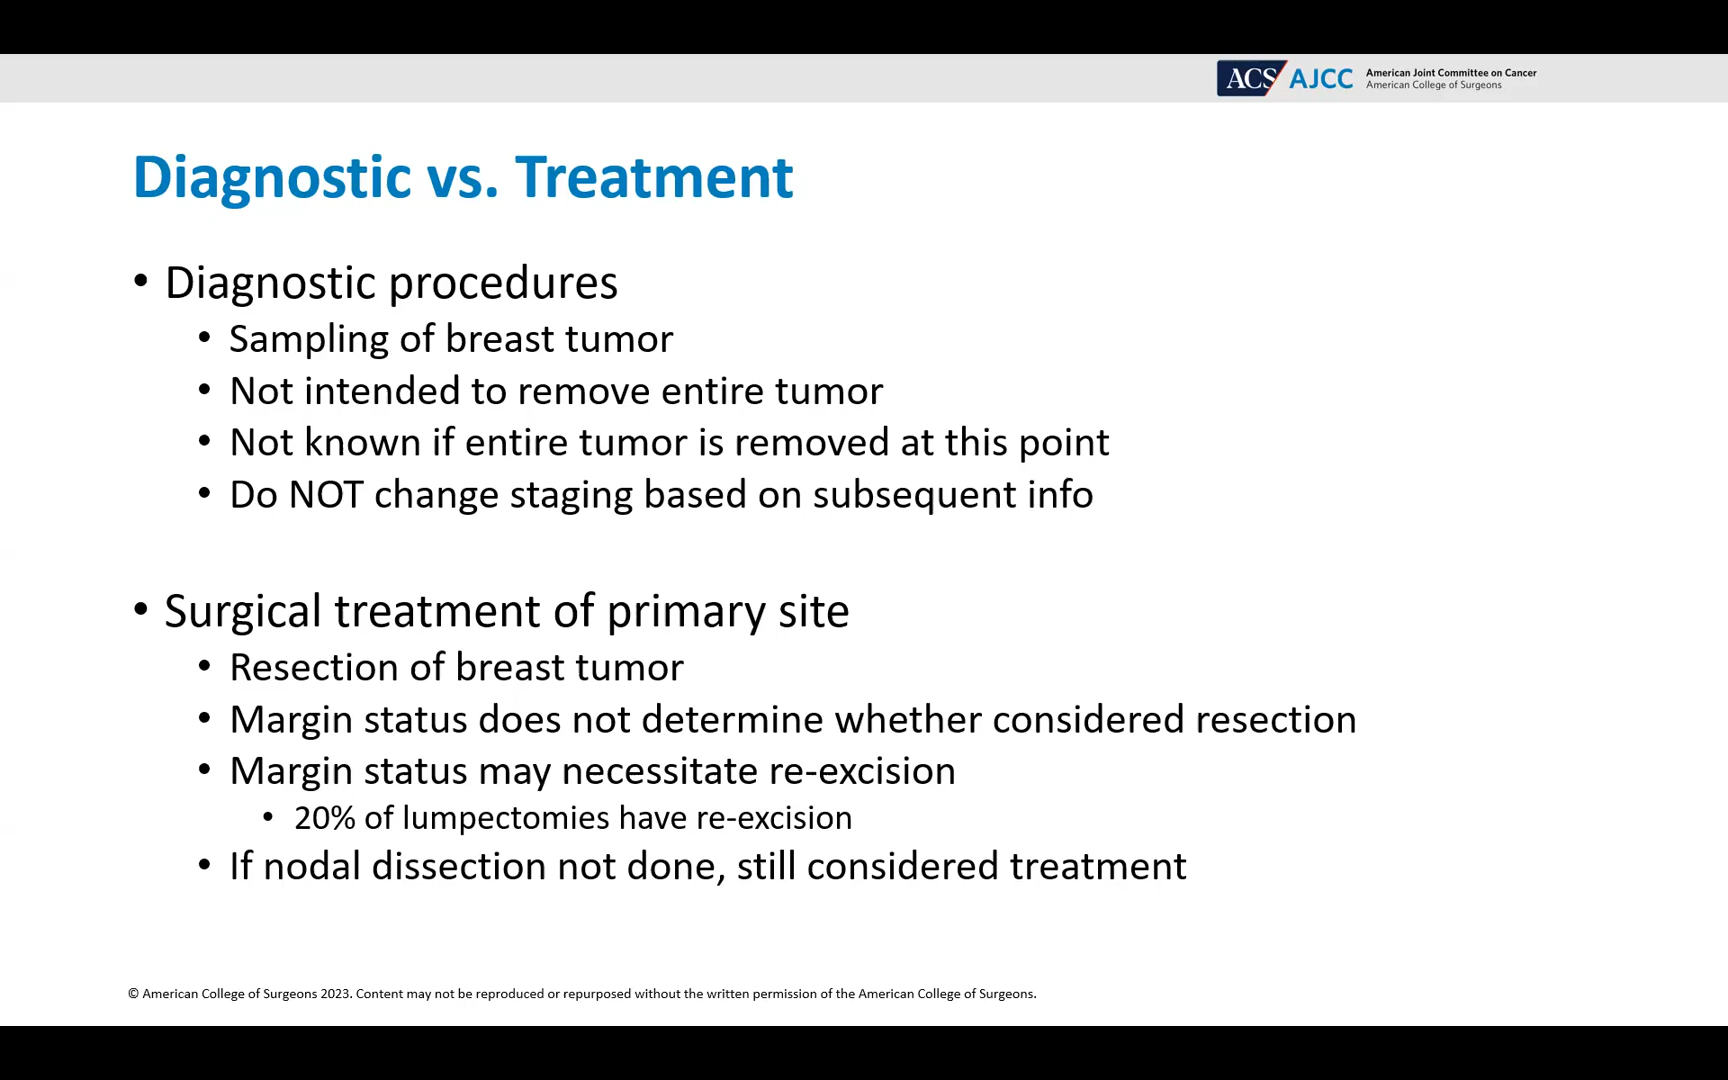 ACS AJCC American Joint Committee on Cancer
American College of Surgeons
Diagnostic vs. Treatment
• Diagnostic procedures
• Sampling of breast tumor
• Not intended to remove entire tumor
• Not known if entire tumor is removed at this point
• Do NOT change staging based on subsequent info
• Surgical treatment of primary site
• Resection of breast tumor
• Margin status does not determine whether considered resection
• Margin status may necessitate re-excision
• 20% of lumpectomies have re-excision
• If nodal dissection not done, still considered treatment
© American College of Surgeons 2023. Content may not be reproduced or repurposed without the written permission of the American College of Surgeons.